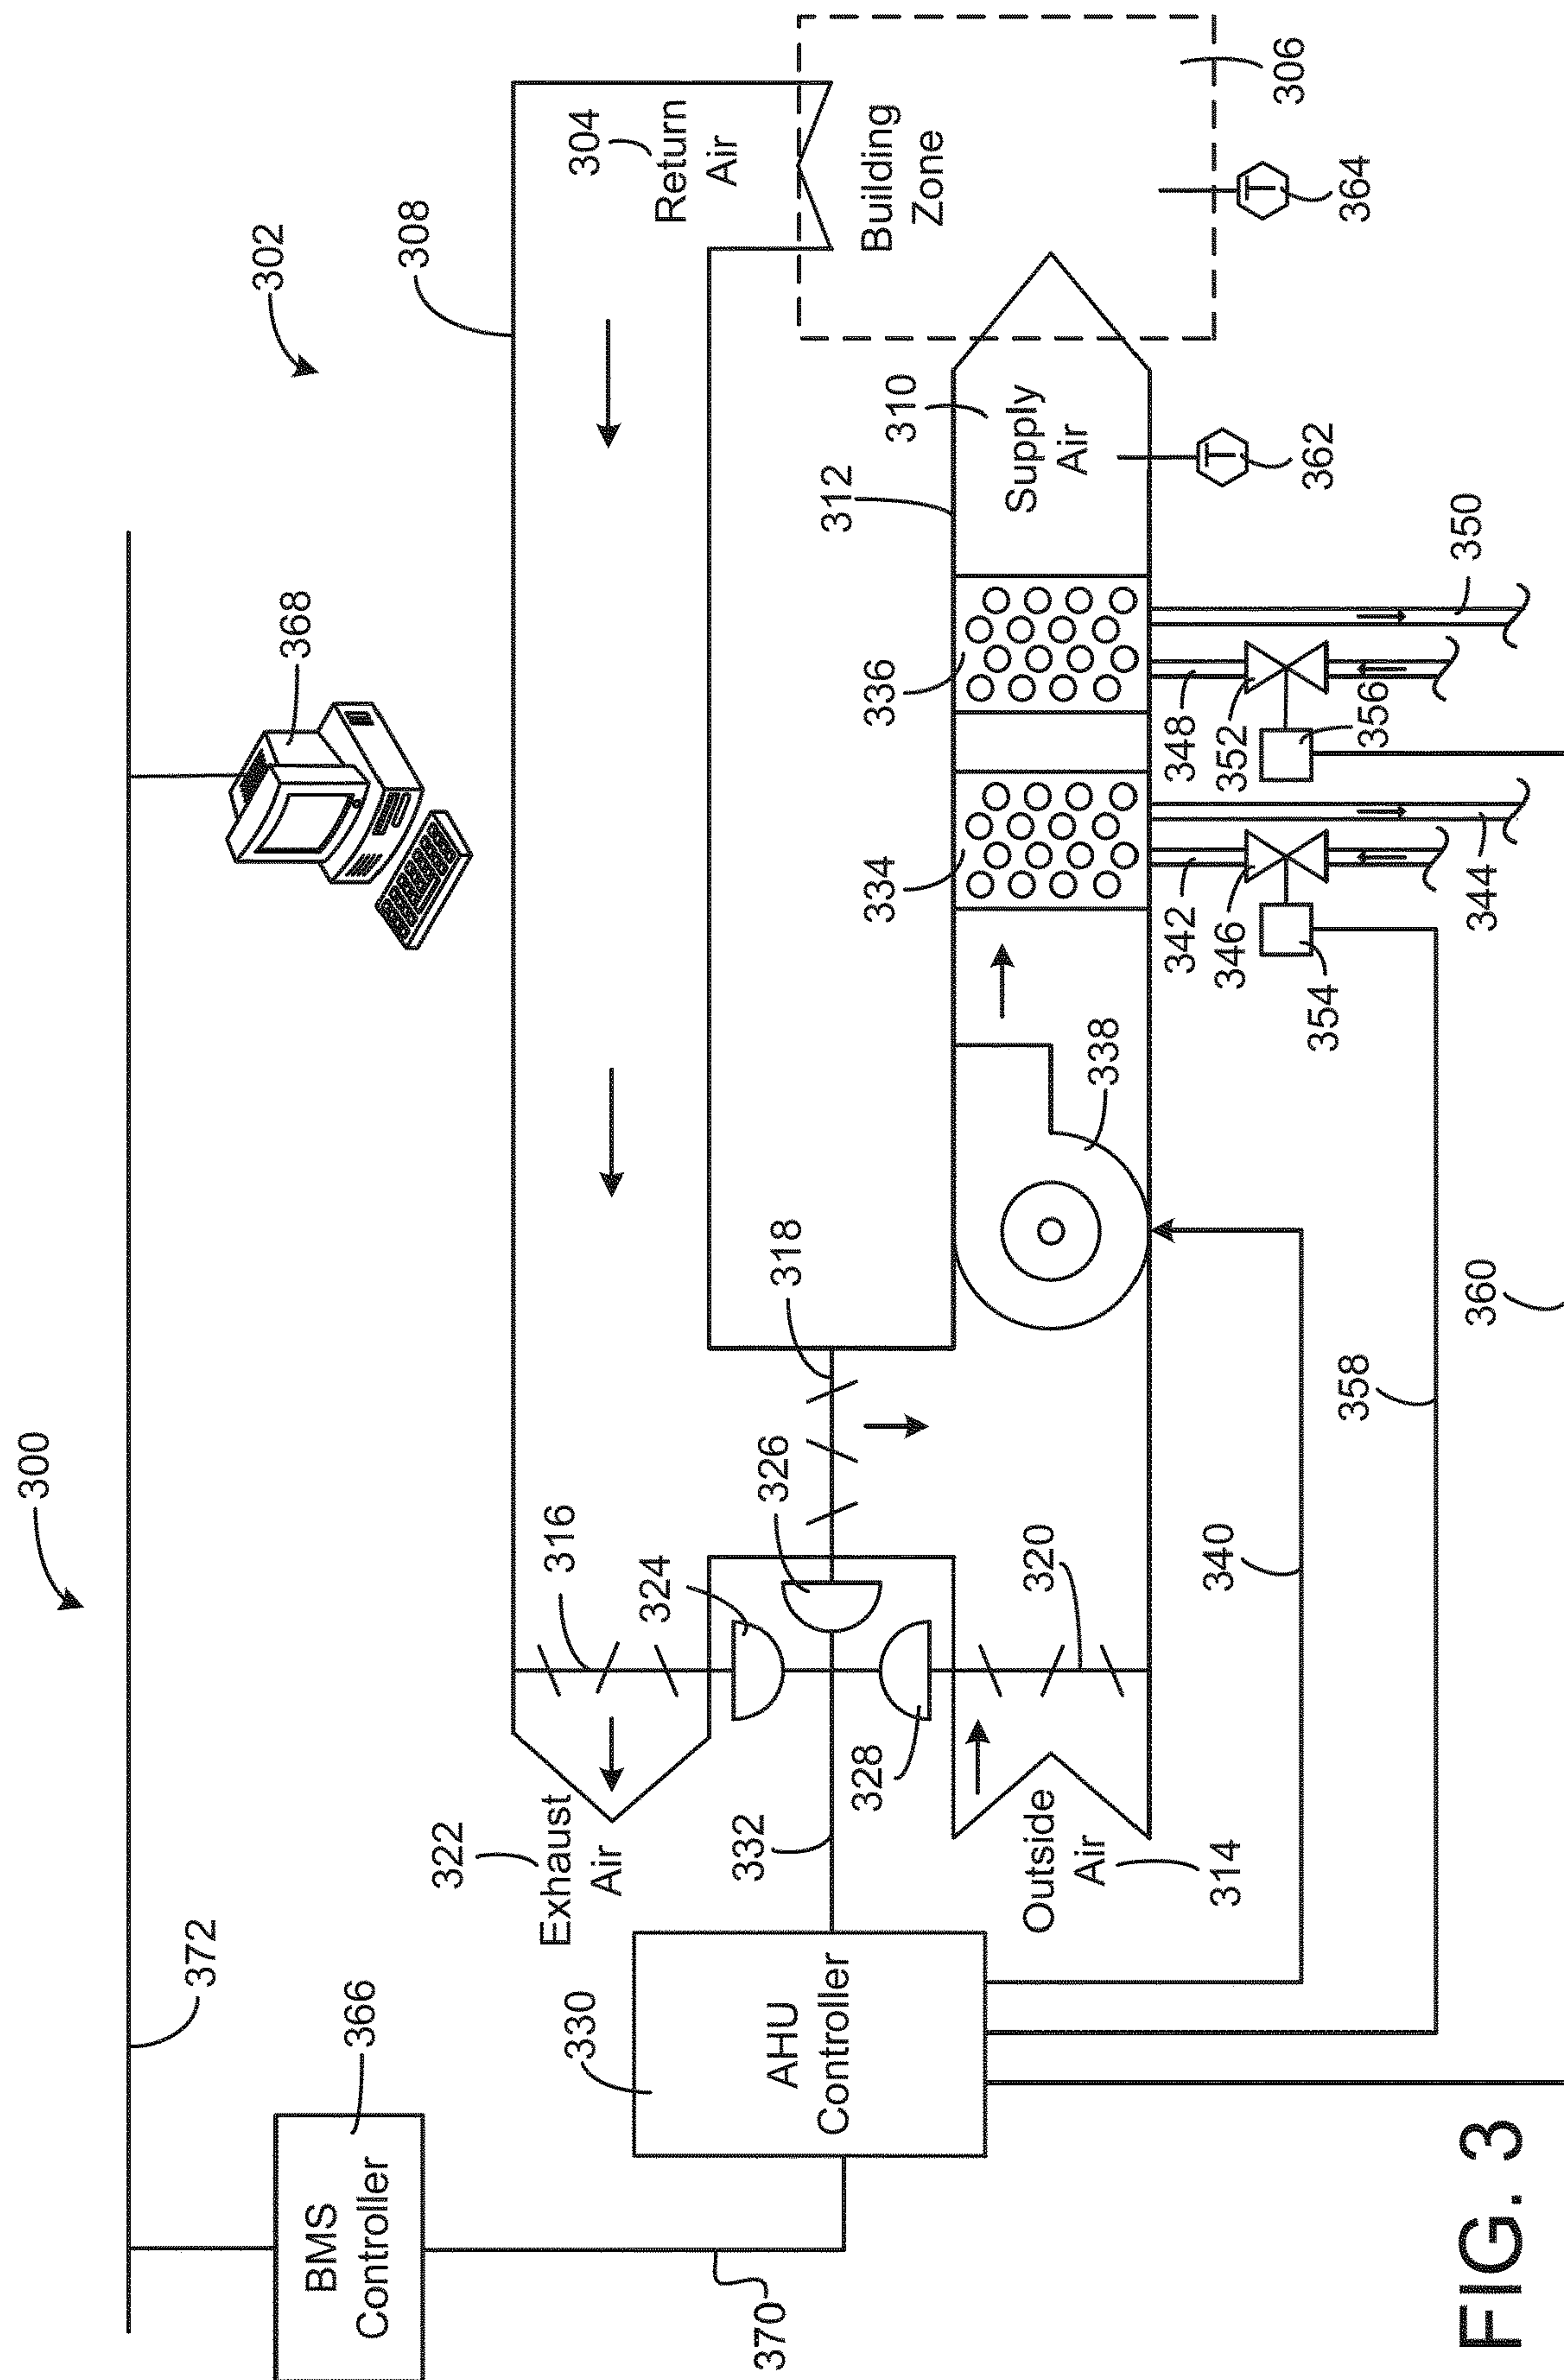 300
372
BMS
Controller
366
370
302
368
308
304
Return
Air
322
Exhaust
Air
316
324
326
318
332
328
330
AHU
Controller
Outside
Air
314
320
338
334
336
312
310
Supply
Air
Building
Zone
306
340
342
346
354
348
352
356
344
350
362
T
364
T
358
360
FIG. 3